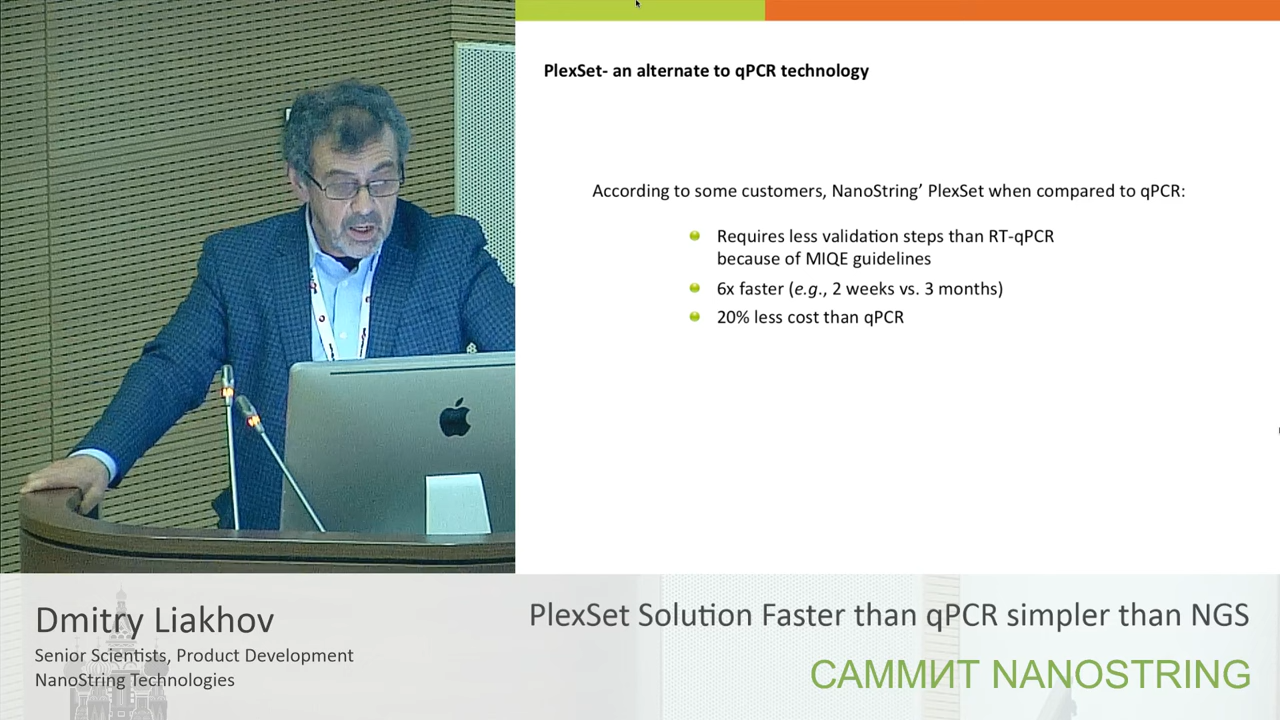 PlexSet- an alternate to qPCR technology
According to some customers, NanoString’ PlexSet when compared to qPCR:
Requires less validation steps than RT-qPCR
because of MIQE guidelines
6x faster (e.g., 2 weeks vs. 3 months)
20% less cost than qPCR
Dmitry Liakhov
Senior Scientists, Product Development
NanoString Technologies
PlexSet Solution Faster than qPCR simpler than NGS
САММИТ NANOSTRING